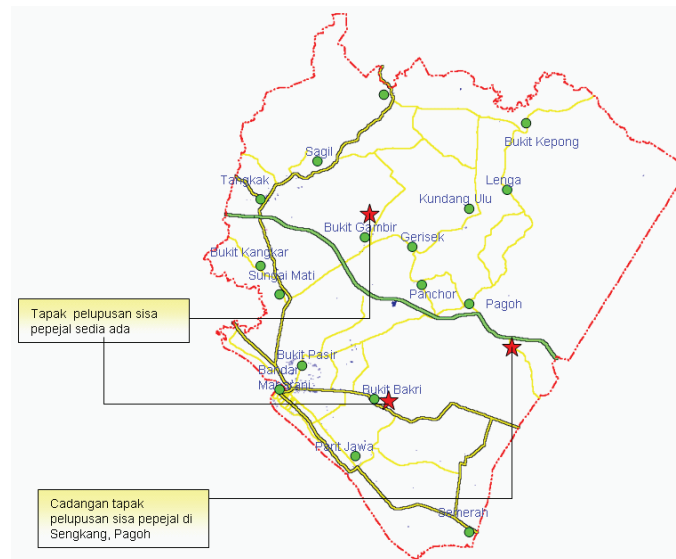 Bukit Kepong
Sagil
Tangkak
Lenga
Kundang Ulu
Bukit Gambir
Gerisek
Bukit Kangkar
Sungai Mati
Panchor
Pagoh
Tapak pelupusan sisa
pepejal sedia ada
Bukit Pasir
Bandar
Maharani
Bukit Bakri
Parit Jawa
Cadangan tapak
pelupusan sisa pepejal di
Sengkang, Pagoh
Semerah